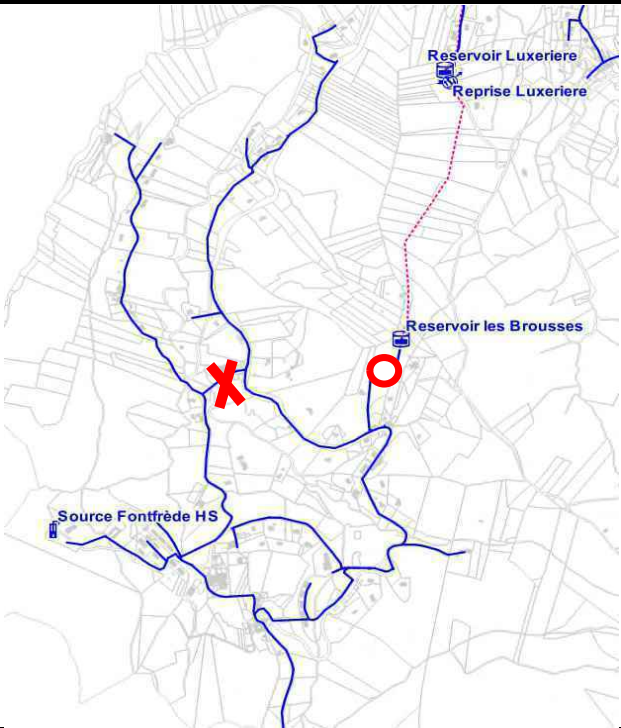 Reservoir Luxeriere
Reprise Luxeriere
Reservoir les Brousses
Source Fontfrède HS